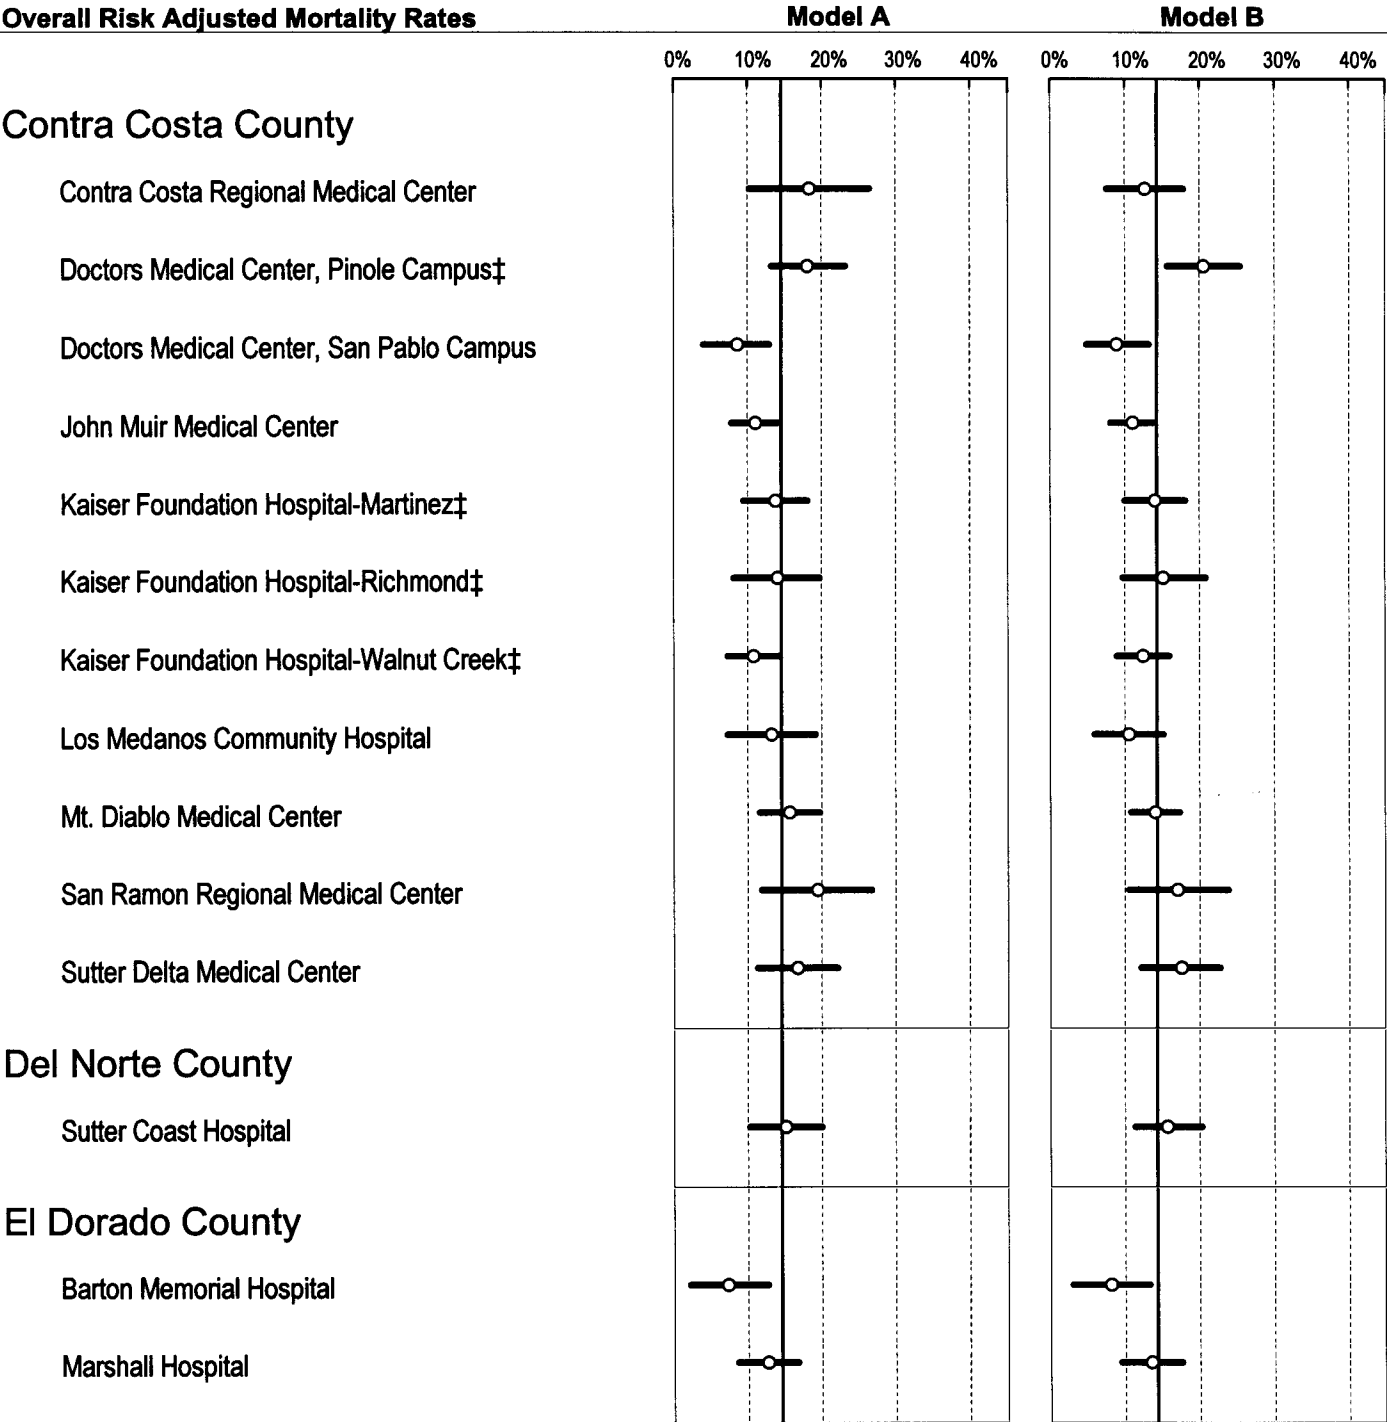 Overall Risk Adjusted Mortality Rates Model A Model B
0% 10% 20% 30% 40% 0% 10% 20% 30% 40%
Contra Costa County
Contra Costa Regional Medical Center
Doctors Medical Center, Pinole Campus‡
Doctors Medical Center, San Pablo Campus
John Muir Medical Center
Kaiser Foundation Hospital-Martinez‡
Kaiser Foundation Hospital-Richmond‡
Kaiser Foundation Hospital-Walnut Creek‡
Los Medanos Community Hospital
Mt. Diablo Medical Center
San Ramon Regional Medical Center
Sutter Delta Medical Center
Del Norte County
Sutter Coast Hospital
El Dorado County
Barton Memorial Hospital
Marshall Hospital